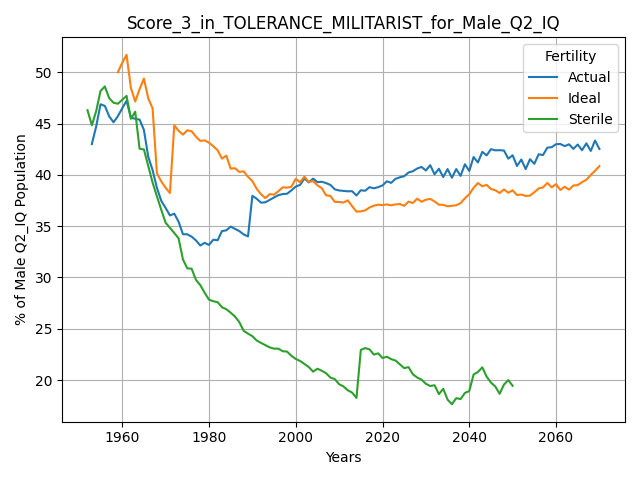 Score_3_in_TOLERANCE_MILITARIST_for_Male_Q2_IQ
Fertility
Actual
Ideal
Sterile
% of Male Q2_IQ Population
50
45
40
35
30
25
20
1960
1980
2000
2020
2040
2060
Years